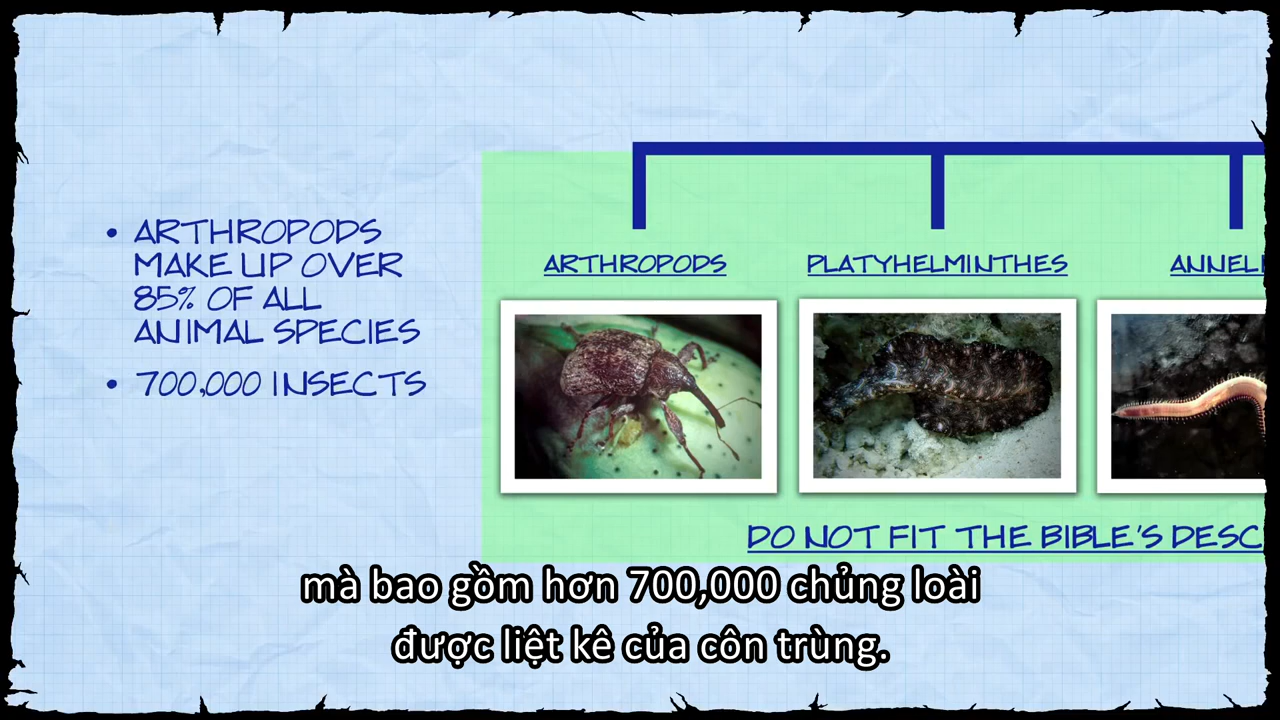 • ARTHROPODS
MAKE UP OVER
85% OF ALL
ANIMAL SPECIES
• 700,000 INSECTS
ARTHROPODS
PLATYHELMINTHES
DO NOT FIT THE BIBLE'S
mà bao gồm hơn 700,000 chủng loài
được liệt kê của côn trùng.